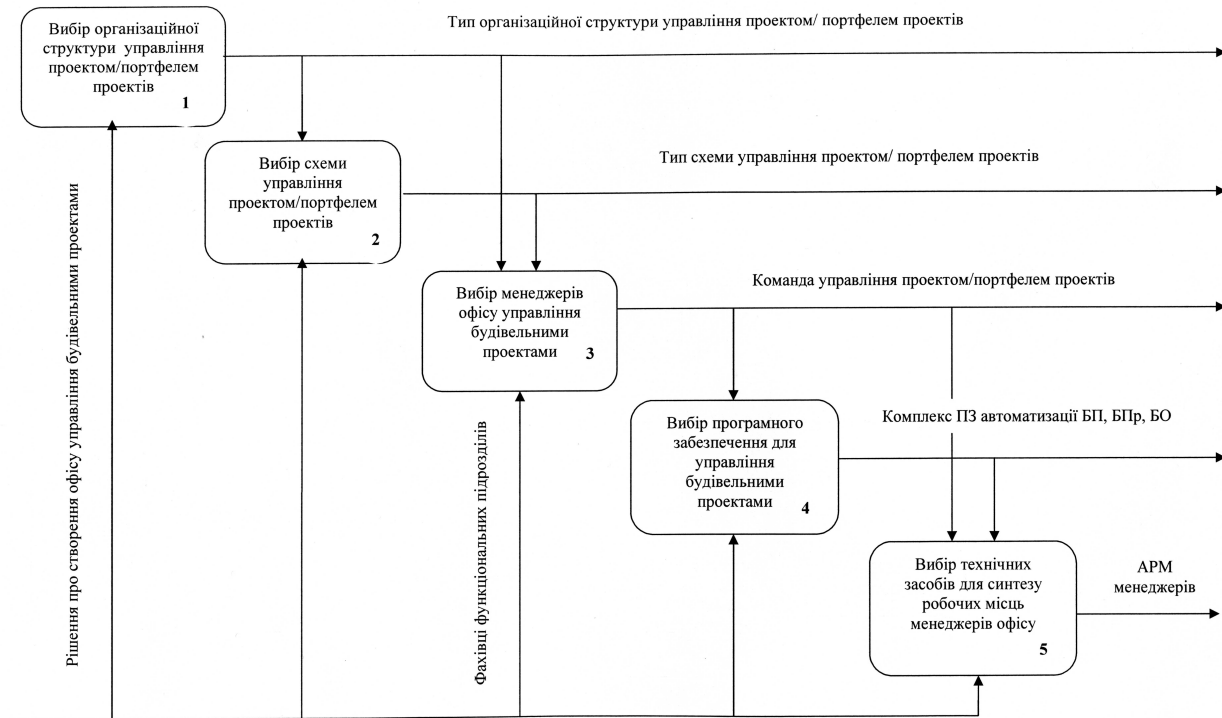 Вибір організаційної
структури управління
проектом/портфелем
проектів
1
Тип організаційної структури управління проектом/ портфелем проектів
Вибір схеми
управління
проектом/портфелем
проектів
2
Тип схеми управління проектом/ портфелем проектів
Вибір менеджерів
офісу управління
будівельними
проектами
3
Команда управління проектом/портфелем проектів
Вибір програмного
забезпечення для
управління
будівельними
проектами
4
Комплекс ПЗ автоматизації БП, БПр, БО
Вибір технічних
засобів для синтезу
робочих місць
менеджерів офісу
5
АРМ
менеджерів
Рішення про створення офісу управління будівельними проектами
Фахівці функціональних підрозділів